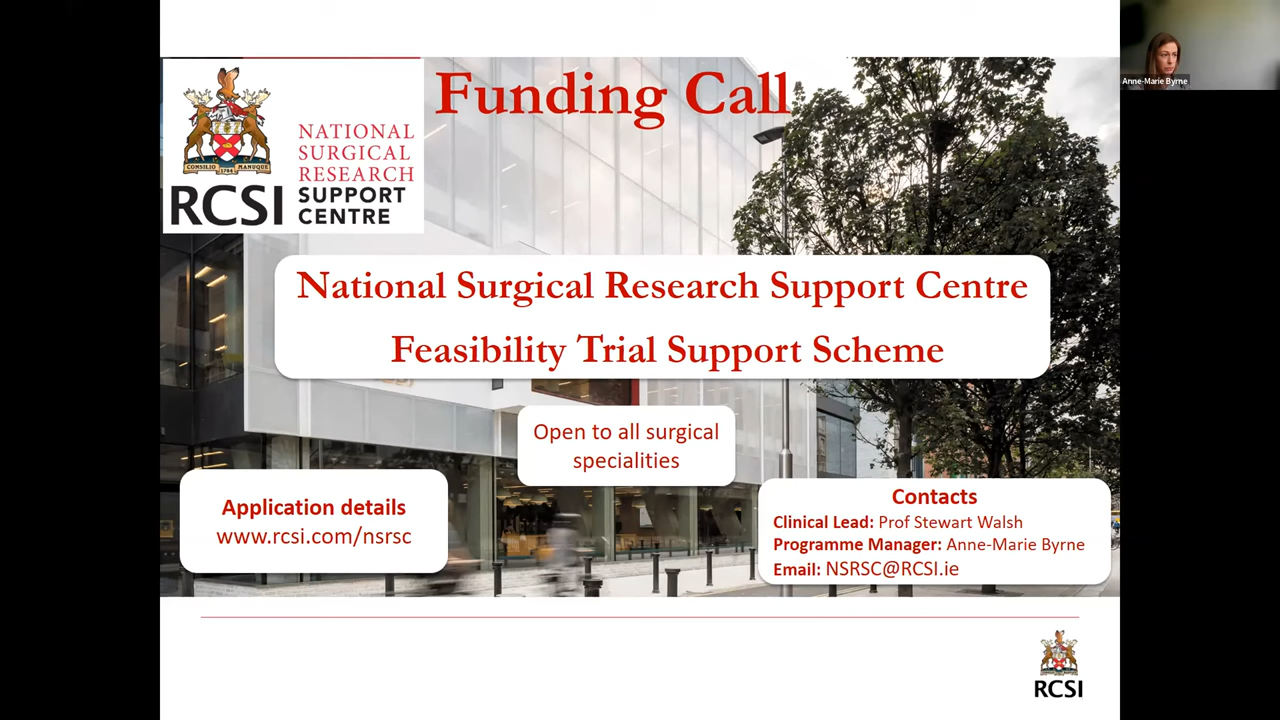 Funding Call
CONSILIO MANUQUE
1784
RCSI
NATIONAL
SURGICAL
RESEARCH
SUPPORT
CENTRE
National Surgical Research Support Centre
Feasibility Trial Support Scheme
Open to all surgical
specialities
Application details
www.rcsi.com/nsrsc
Contacts
Clinical Lead: Prof Stewart Walsh
Programme Manager: Anne-Marie Byrne
Email: NSRSC@RCSI.ie
RCSI
Anne-Marie Byrne